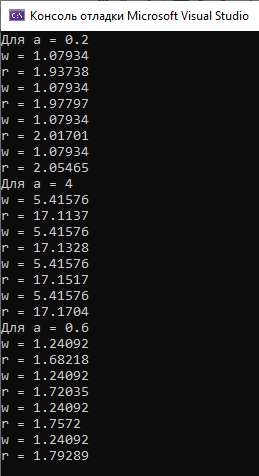 Консоль отладки Microsoft Visual Studio
Для a = 0.2
w = 1.07934
r = 1.93738
w = 1.07934
r = 1.97797
w = 1.07934
r = 2.01701
w = 1.07934
r = 2.05465
Для a = 4
w = 5.41576
r = 17.1137
w = 5.41576
r = 17.1328
w = 5.41576
r = 17.1517
w = 5.41576
r = 17.1704
Для a = 0.6
w = 1.24092
r = 1.68218
w = 1.24092
r = 1.72035
w = 1.24092
r = 1.7572
w = 1.24092
r = 1.79289